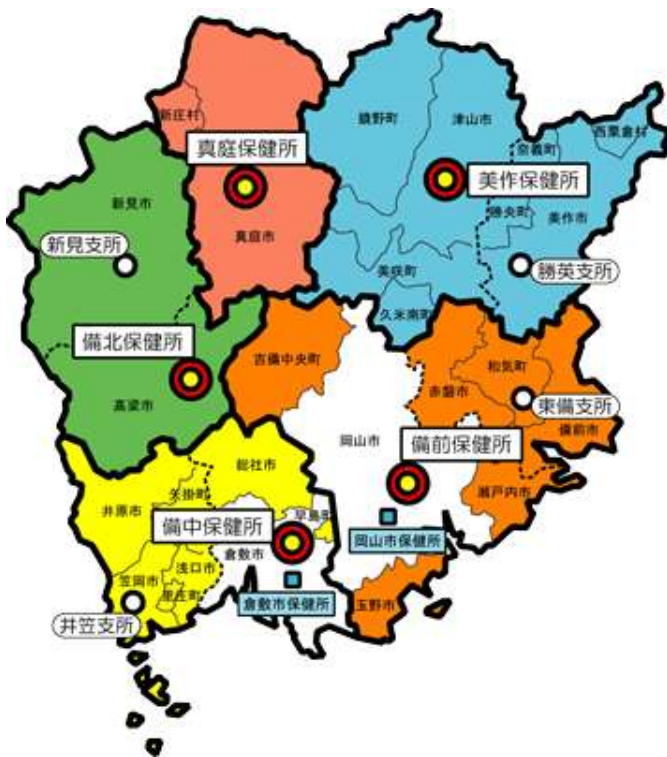 新庄村
鏡野町
津山市
西粟倉村
奈義町
真庭保健所
美作保健所
新見市
勝央町
美作市
真庭市
新見支所
美咲町
勝英支所
久米南町
備北保健所
吉備中央町
和気町
赤磐市
高梁市
東備支所
備前市
岡山市
備前保健所
総社市
瀬戸内市
矢掛町
井原市
早島町
備中保健所
倉敷市
岡山市保健所
浅口市
笠岡市
里庄町
倉敷市保健所
玉野市
井笠支所